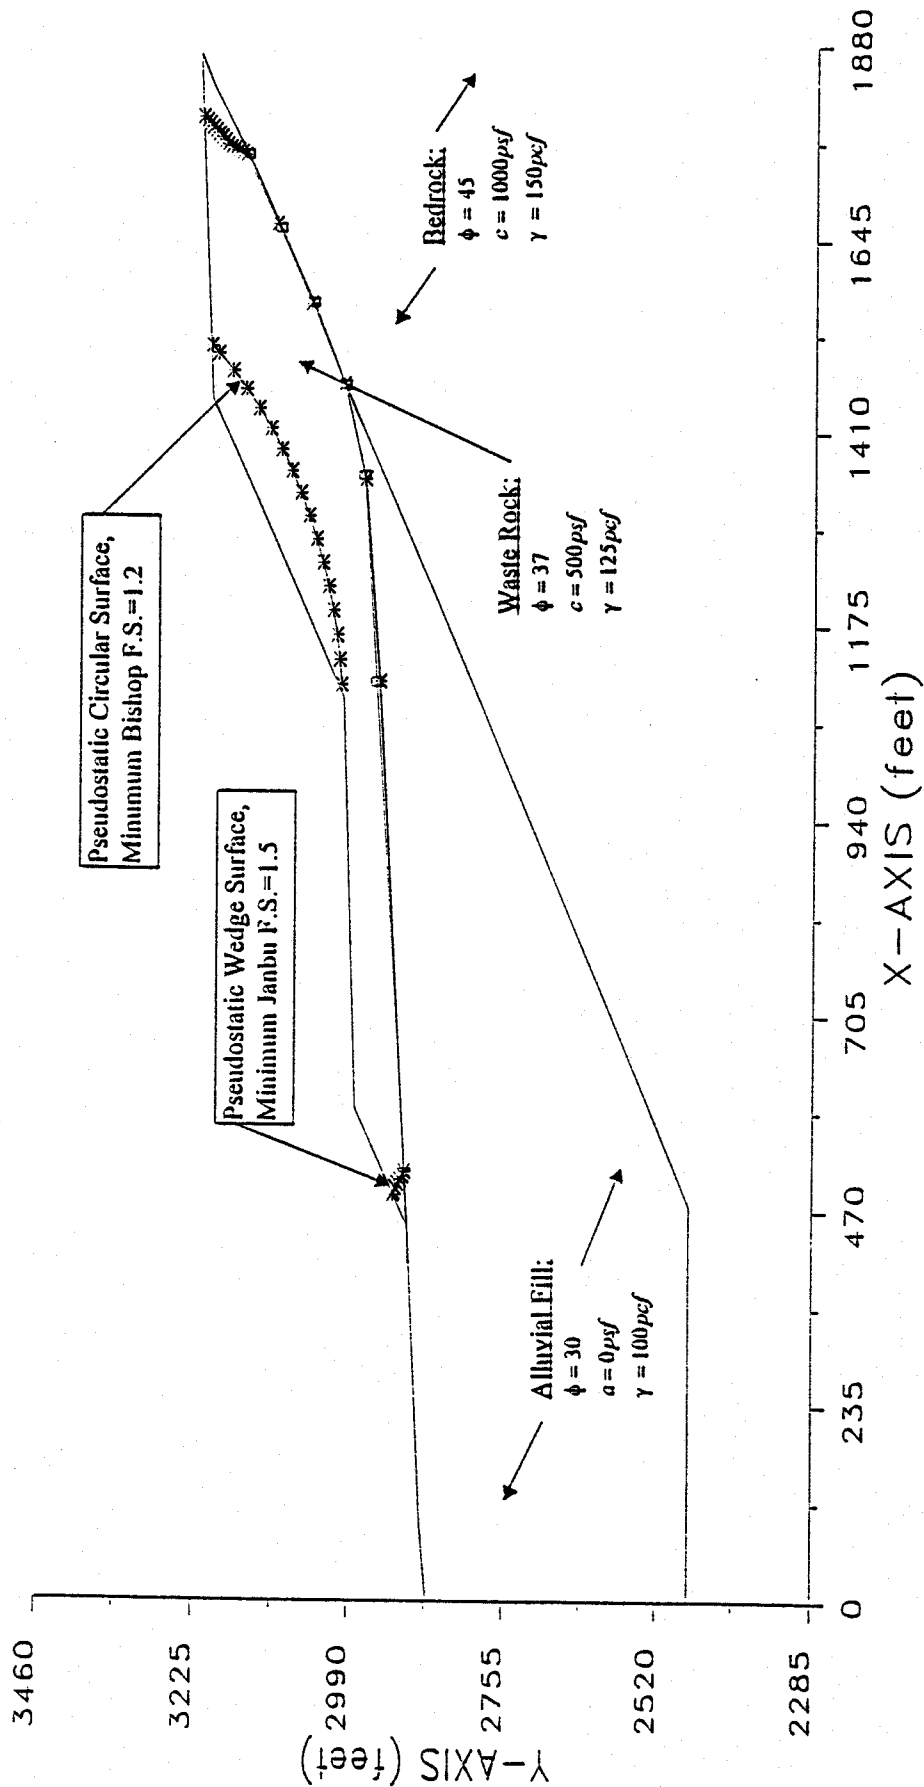 Pseudostatic Circular Surface,
Minumum Bishop F.S.=1.2
Pseudostatic Wedge Surface,
Minimum Janbu F.S.=1.5
Bedrock:
ϕ = 45
c = 1000psf
γ = 150pcf
Waste Rock:
ϕ = 37
c = 500psf
γ = 125pcf
Alluvial Fill:
ϕ = 30
a = 0psf
γ = 100pcf
Y-AXIS (feet)
3460
3225
2990
2755
2520
2285
0
235
470
705
940
1175
1410
1645
1880
X-AXIS (feet)